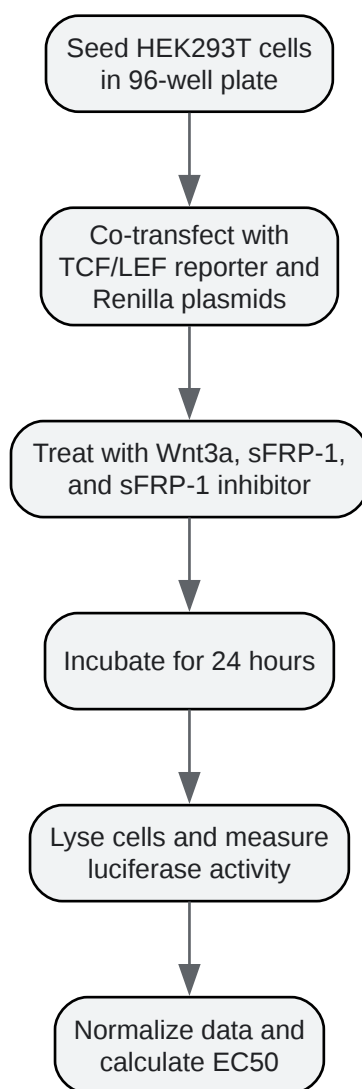 Seed HEK293T cells
in 96-well plate
Co-transfect with
TCF/LEF reporter and
Renilla plasmids
Treat with Wnt3a, sFRP-1,
and sFRP-1 inhibitor
Incubate for 24 hours
Lyse cells and measure
luciferase activity
Normalize data and
calculate EC50